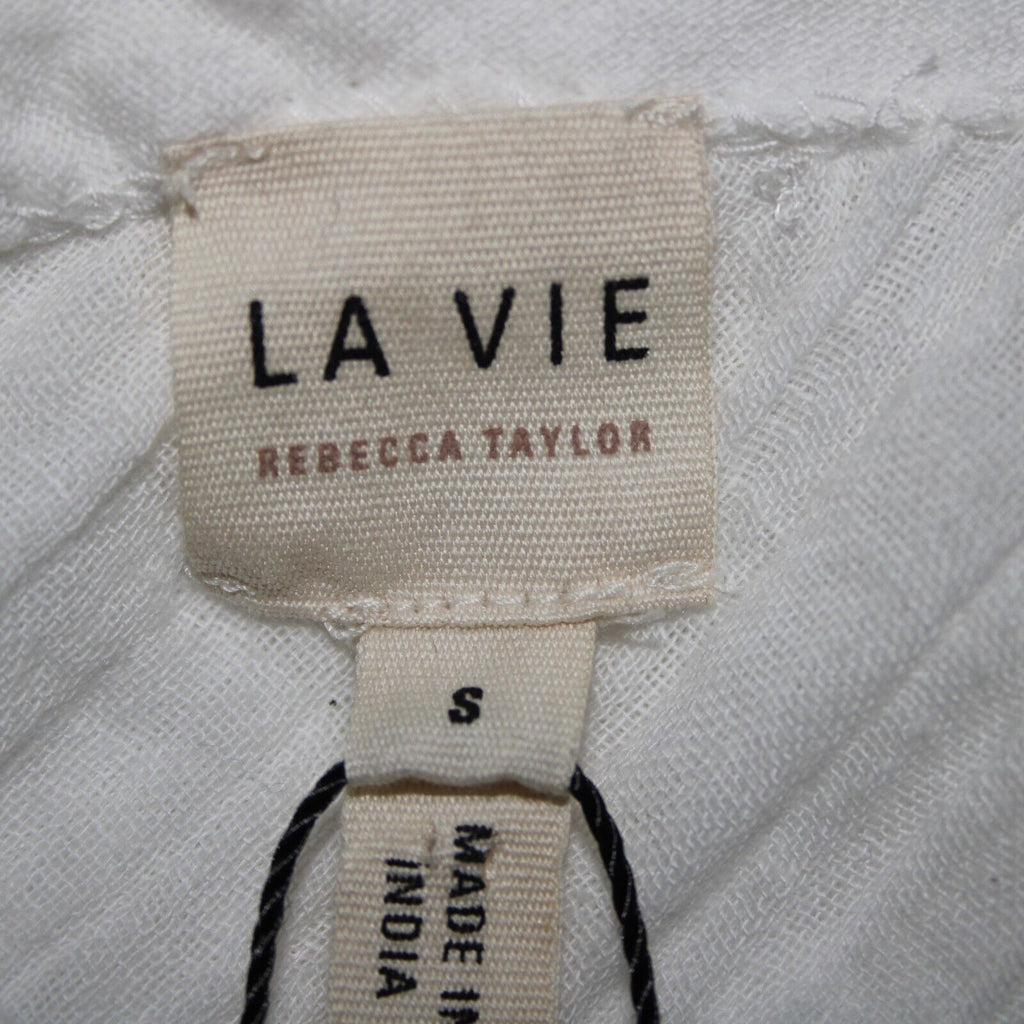 LA VIE
REBECCA TAYLOR
S
MADE IN
INDIA